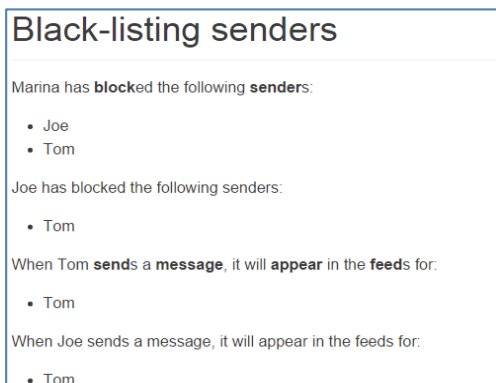 Black-listing senders
Marina has blocked the following senders:
• Joe
• Tom
Joe has blocked the following senders:
• Tom
When Tom sends a message, it will appear in the feeds for:
• Tom
When Joe sends a message, it will appear in the feeds for:
• Tom